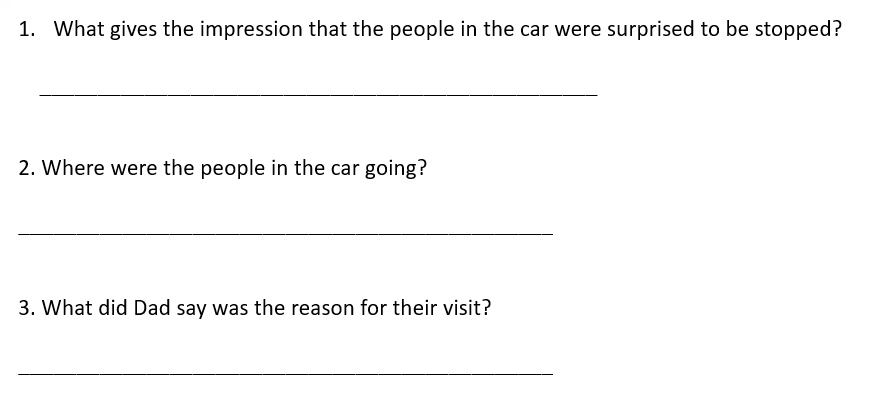 1. What gives the impression that the people in the car were surprised to be stopped?
2. Where were the people in the car going?
3. What did Dad say was the reason for their visit?